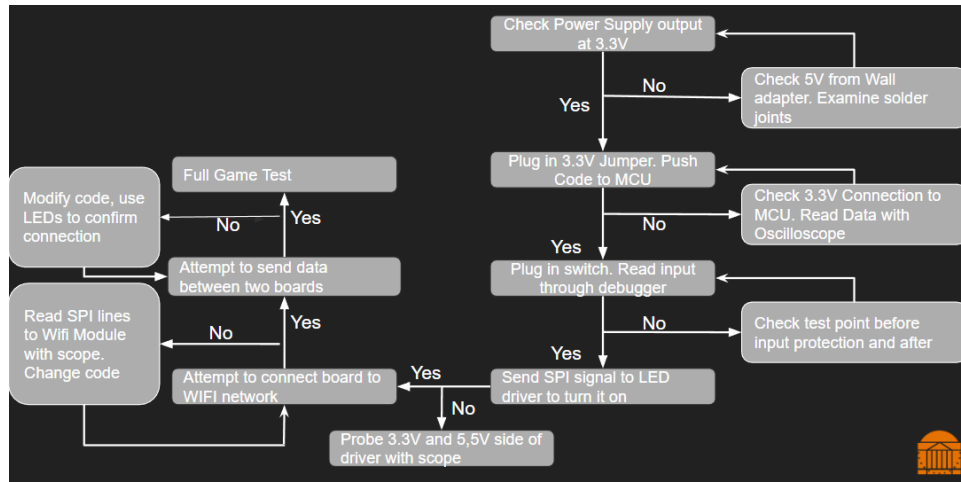 Check Power Supply output
at 3.3V
No
Yes
Check 5V from Wall
adapter. Examine solder
joints
Plug in 3.3V Jumper. Push
Code to MCU
No
Yes
Check 3.3V Connection to
MCU. Read Data with
Oscilloscope
Plug in switch. Read input
through debugger
No
Yes
Check test point before
input protection and after
Send SPI signal to LED
driver to turn it on
Yes
No
Probe 3.3V and 5,5V side of
driver with scope
Attempt to connect board to
WIFI network
Yes
No
Read SPI lines
to Wifi Module
with scope.
Change code
Attempt to send data
between two boards
Yes
No
Modify code, use
LEDs to confirm
connection
Full Game Test